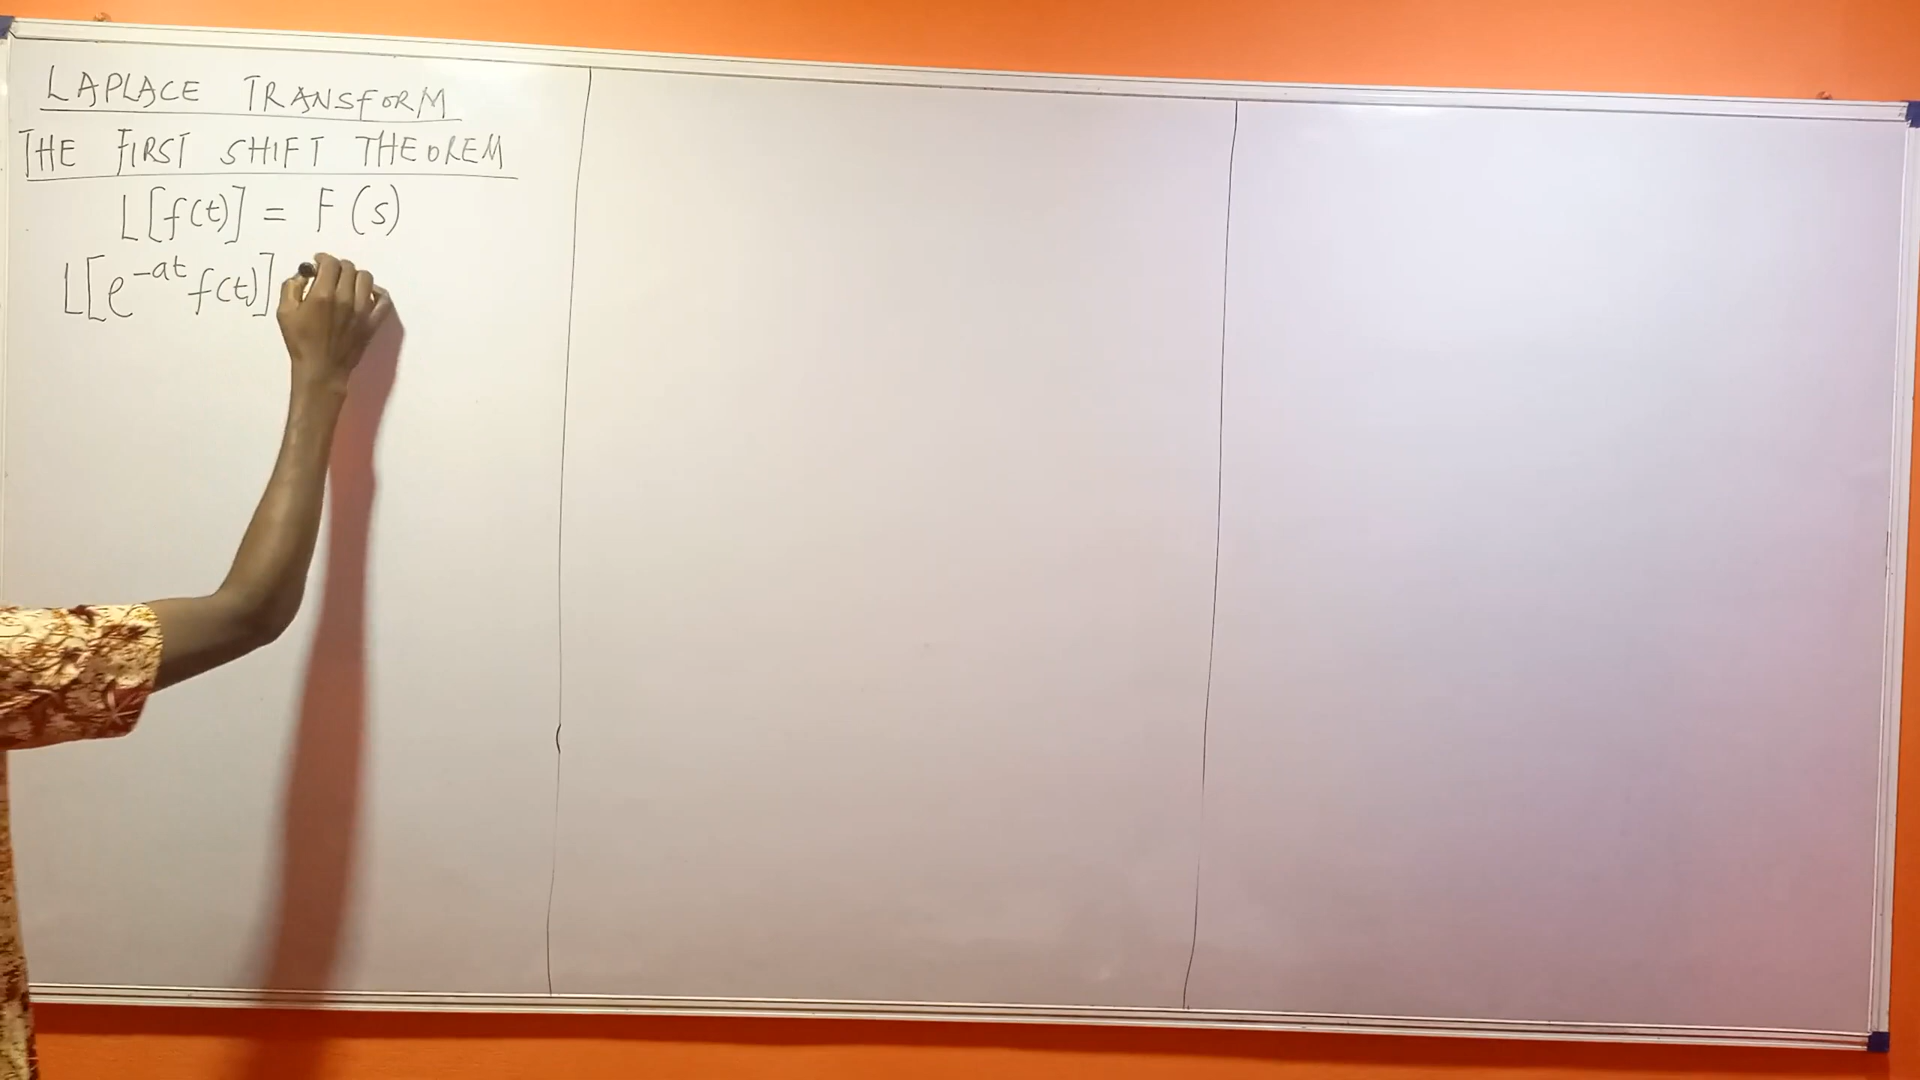 LAPLACE TRANSFORM
THE FIRST SHIFT THEOREM
L[f(t)] = F(s)
L[e^{-at} f(t)]